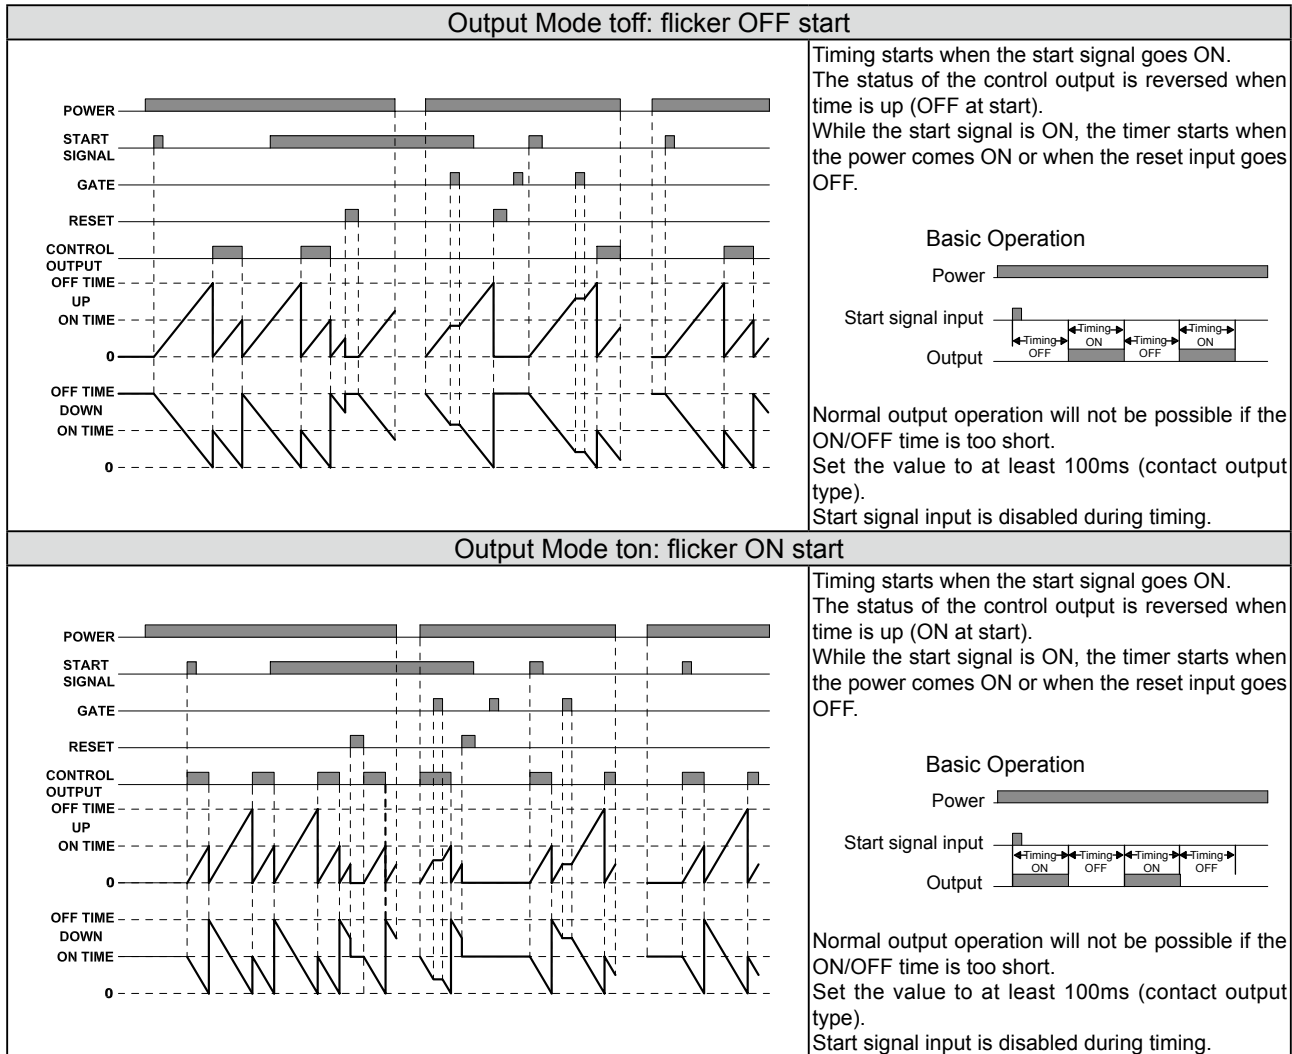 Output Mode toff: flicker OFF start
POWER
START
SIGNAL
GATE
RESET
CONTROL
OUTPUT
OFF TIME
UP
ON TIME
0
OFF TIME
DOWN
ON TIME
0
Timing starts when the start signal goes ON.
The status of the control output is reversed when
time is up (OFF at start).
While the start signal is ON, the timer starts when
the power comes ON or when the reset input goes
OFF.
Basic Operation
Power
Start signal input
Timing OFF
Timing ON
Timing OFF
Timing ON
Output
Normal output operation will not be possible if the
ON/OFF time is too short.
Set the value to at least 100ms (contact output
type).
Start signal input is disabled during timing.
Output Mode ton: flicker ON start
POWER
START
SIGNAL
GATE
RESET
CONTROL
OUTPUT
OFF TIME
UP
ON TIME
0
OFF TIME
DOWN
ON TIME
0
Timing starts when the start signal goes ON.
The status of the control output is reversed when
time is up (ON at start).
While the start signal is ON, the timer starts when
the power comes ON or when the reset input goes
OFF.
Basic Operation
Power
Start signal input
Timing ON
Timing OFF
Timing ON
Timing OFF
Output
Normal output operation will not be possible if the
ON/OFF time is too short.
Set the value to at least 100ms (contact output
type).
Start signal input is disabled during timing.